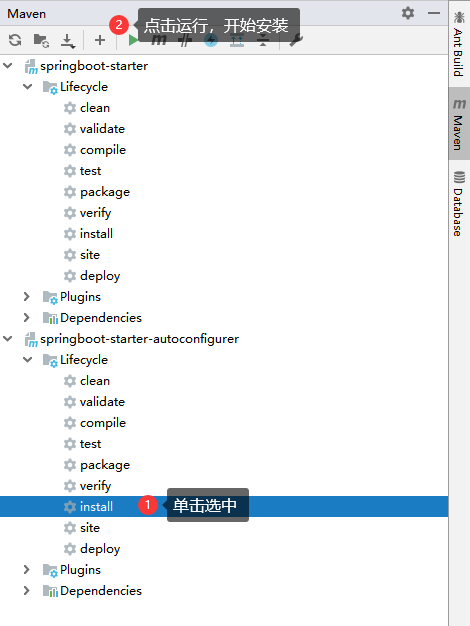 Maven
2 点击运行，开始安装
springboot-starter
Lifecycle
clean
validate
compile
test
package
verify
install
site
deploy
Plugins
Dependencies
springboot-starter-autoconfigurer
Lifecycle
clean
validate
compile
test
package
verify
install 1 单击选中
site
deploy
Plugins
Dependencies
Ant Build
m Maven
Database